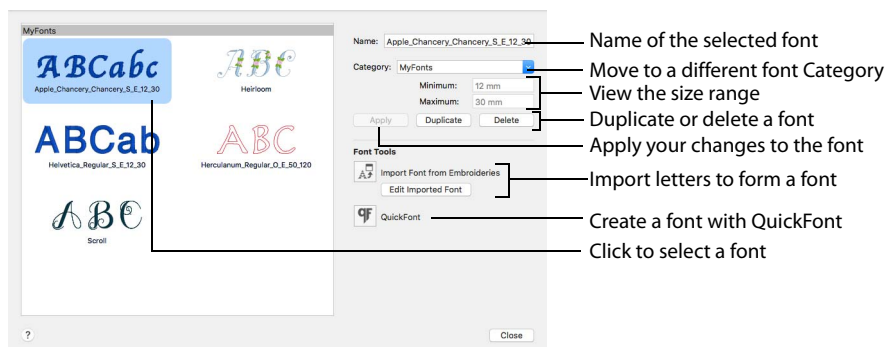 MyFonts
ABCabc
Apple_Chancery_Chancery_S_E_12_30
ABC
Heirloom
ABCab
Helvetica_Regular_S_E_12_30
ABC
Herculanum_Regular_O_E_50_120
ABC
Scroll
?
Name: Apple_Chancery_Chancery_S_E_12_30
Category: MyFonts
Minimum: 12 mm
Maximum: 30 mm
Apply Duplicate Delete
Font Tools
Import Font from Embroideries
Edit Imported Font
QF QuickFont
Close
Name of the selected font
Move to a different font Category
View the size range
Duplicate or delete a font
Apply your changes to the font
Import letters to form a font
Create a font with QuickFont
Click to select a font